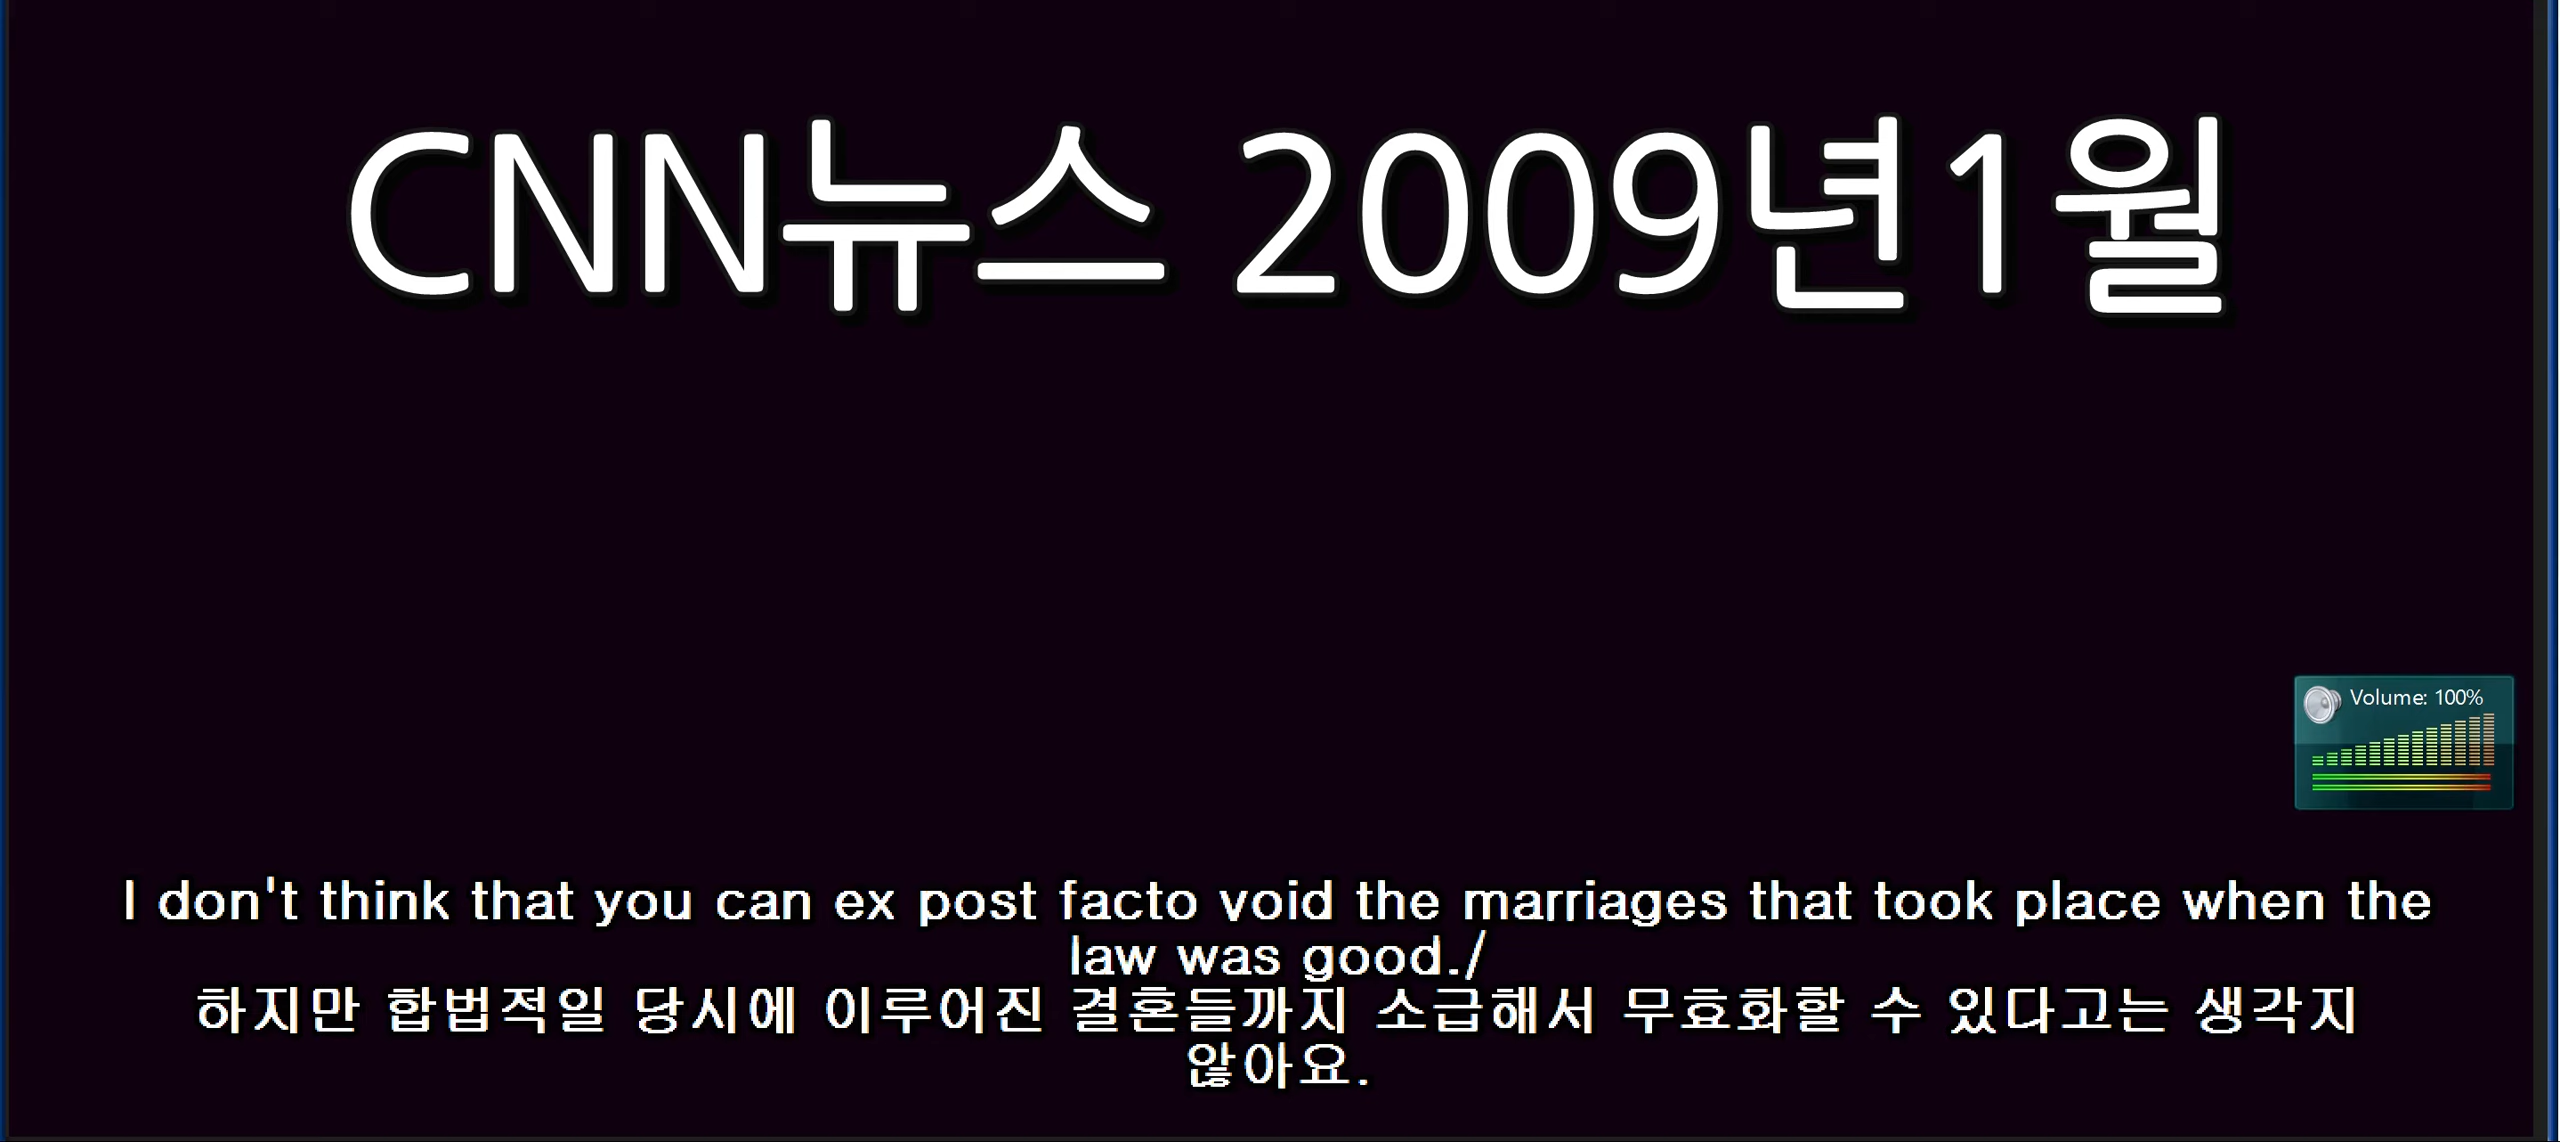 CNN뉴스 2009년1월
Volume: 100%
I don't think that you can ex post facto void the marriages that took place when the
law was good./
하지만 합법적일 당시에 이루어진 결혼들까지 소급해서 무효화할 수 있다고는 생각지
않아요.